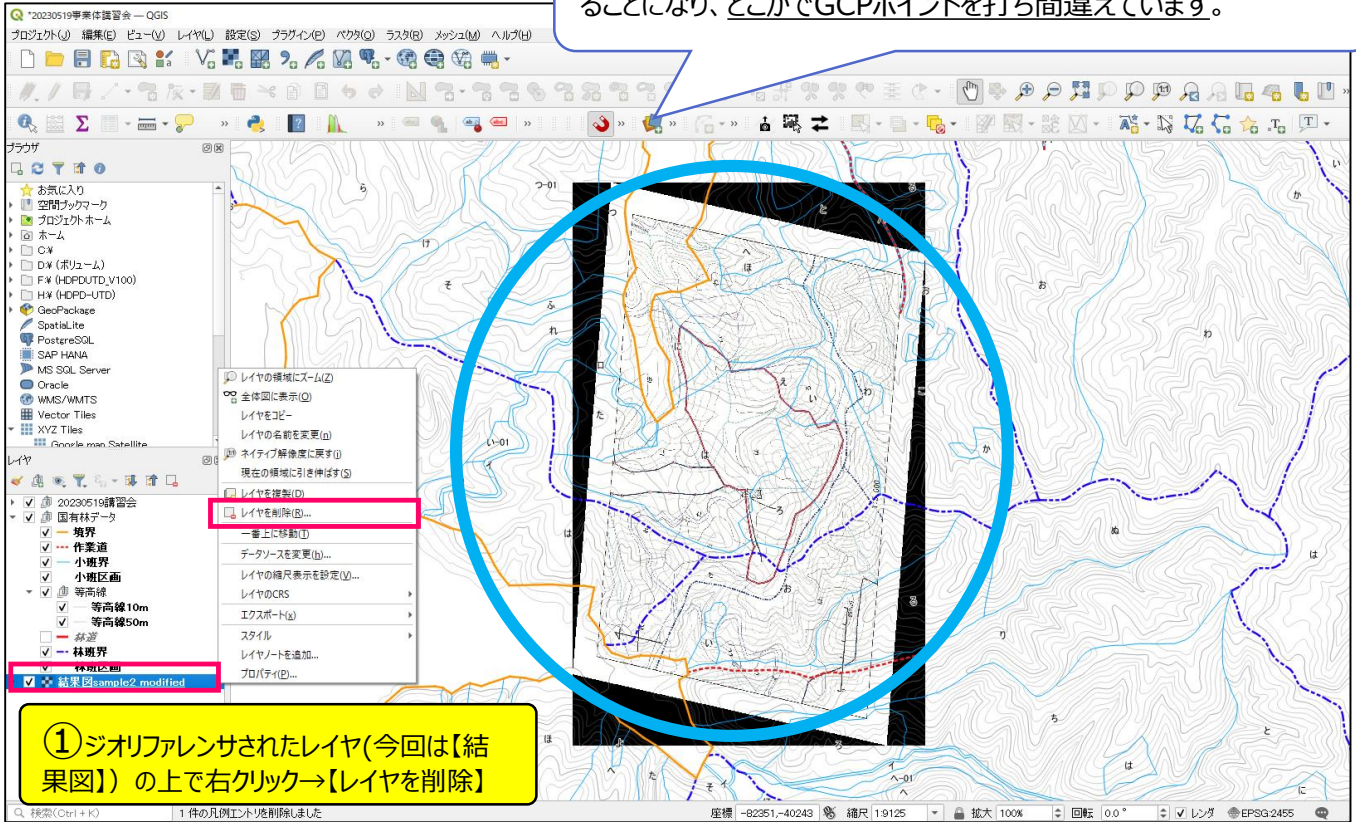 *20230519事業体講習会 — QGIS
ることになり、どこかでGCPポイントを打ち間違えています。
プロジェクト(J) 編集(E) ビュー(V) レイヤ(L) 設定(S) プラグイン(P) ベクタ(O) ラスタ(R) メッシュ(M) ヘルプ(H)
ブラウザ
お気に入り
空間ブックマーク
プロジェクトホーム
ホーム
C:¥
D:¥ (ボリューム)
F:¥ (HDPDUTD_V100)
H:¥ (HDPD-UTD)
GeoPackage
SpatiaLite
PostgreSQL
SAP HANA
MS SQL Server
Oracle
WMS/WMTS
Vector Tiles
XYZ Tiles
Google map Satellite
レイヤ
20230519講習会
国有林データ
境界
作業道
小班界
小班区画
等高線
等高線10m
等高線50m
林道
林班界
林班区画
結果図sample2 modified
レイヤの領域にズーム(Z)
全体図に表示(O)
レイヤをコピー
レイヤの名前を変更(n)
ネイティブ解像度に戻す(i)
現在の領域に引き伸ばす(S)
レイヤを複製(D)
レイヤを削除(R)...
一番上に移動(T)
データソースを変更(h)...
レイヤの縮尺表示を設定(V)...
レイヤのCRS
エクスポート(x)
スタイル
レイヤノートを追加...
プロパティ(P)...
つ-01
い-01
へ-01
①ジオリファレンサされたレイヤ(今回は【結
果図】) の上で右クリック→【レイヤを削除】
検索(Ctrl + K) 1 件の凡例エントリを削除しました 座標 -82351,-40243 縮尺 1:9125 拡大 100% 回転 0.0 ° レンダ EPSG:2455